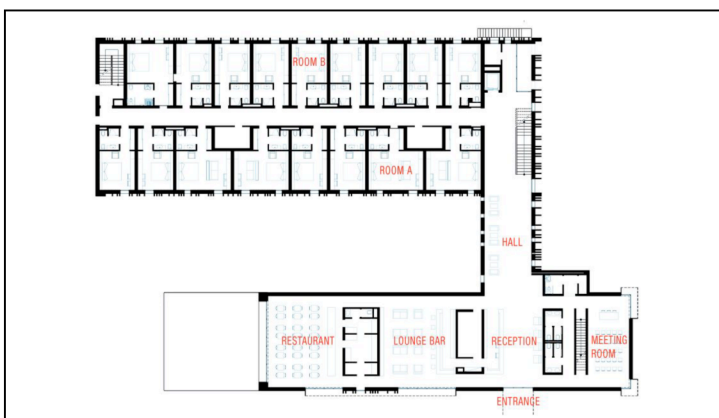 ROOM B
ROOM A
HALL
RESTAURANT
LOUNGE BAR
RECEPTION
MEETING
ROOM
ENTRANCE